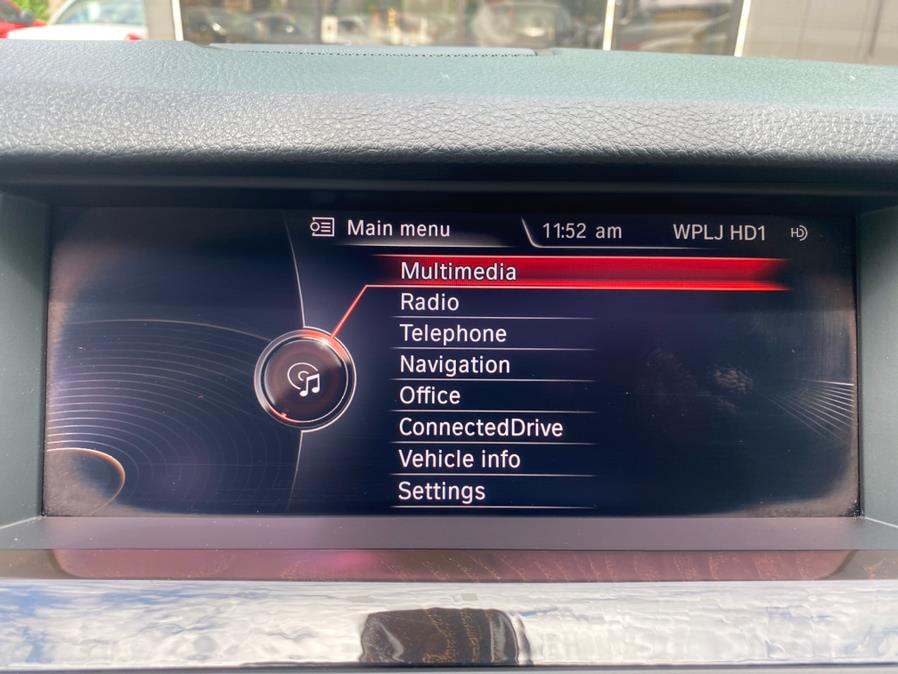 Main menu 11:52 am WPLJ HD1 HD
Multimedia
Radio
Telephone
Navigation
Office
ConnectedDrive
Vehicle info
Settings